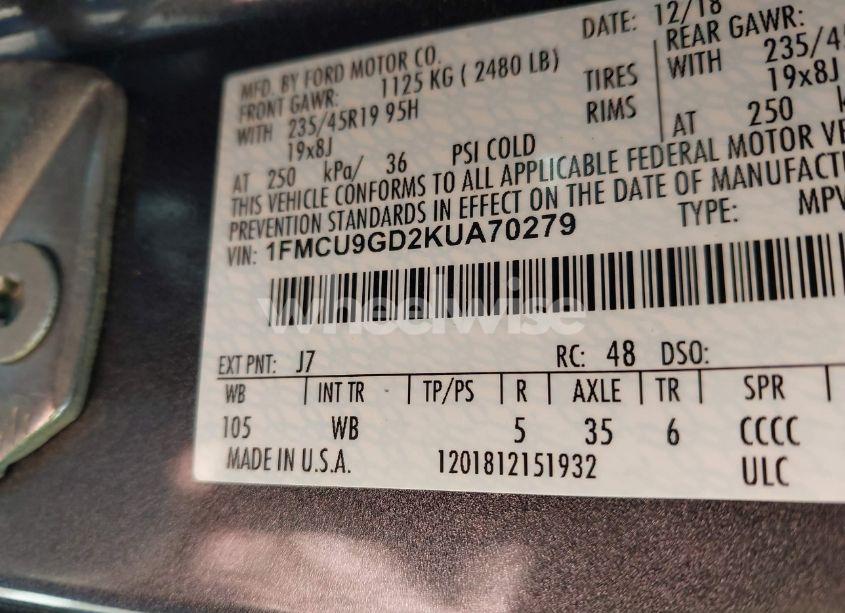 DATE: 12/18
MFD. BY FORD MOTOR CO.
FRONT GAWR: 1125 KG ( 2480 LB) REAR GAWR:
WITH 235/45R19 95H TIRES WITH 235/45
19x8J RIMS 19x8J
AT 250 kPa/ 36 PSI COLD AT 250
THIS VEHICLE CONFORMS TO ALL APPLICABLE FEDERAL MOTOR
PREVENTION STANDARDS IN EFFECT ON THE DATE OF
VIN: 1FMCU9GD2KUA70279 TYPE: MPV
wheelwise
EXT PNT: J7 RC: 48 DSO:
WB INT TR TP/PS R AXLE TR SPR
105 WB 5 35 6 CCCC
MADE IN U.S.A. 1201812151932 ULC